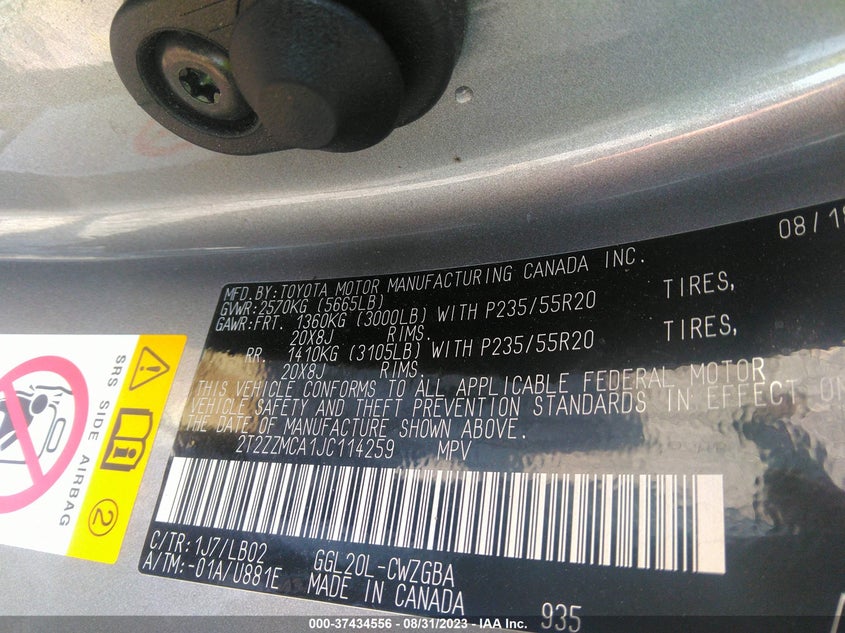 08/18
MFD.BY:TOYOTA MOTOR MANUFACTURING CANADA INC.
GVWR:2570KG (5665LB)
GAWR:FRT. 1360KG (3000LB) WITH P235/55R20 TIRES,
20X8J RIMS.
RR. 1410KG (3105LB) WITH P235/55R20 TIRES,
20X8J RIMS.
THIS VEHICLE CONFORMS TO ALL APPLICABLE FEDERAL MOTOR
VEHICLE SAFETY AND THEFT PREVENTION STANDARDS IN EFFECT ON
THE DATE OF MANUFACTURE SHOWN ABOVE.
2T2ZZMCA1JC114259 MPV
C/TR:1J7/LB02 GGL20L-CWZGBA
A/TM:-01A/U881E MADE IN CANADA 935
SRS SIDE AIRBAG
2
000-37434556 - 08/31/2023 - IAA Inc.